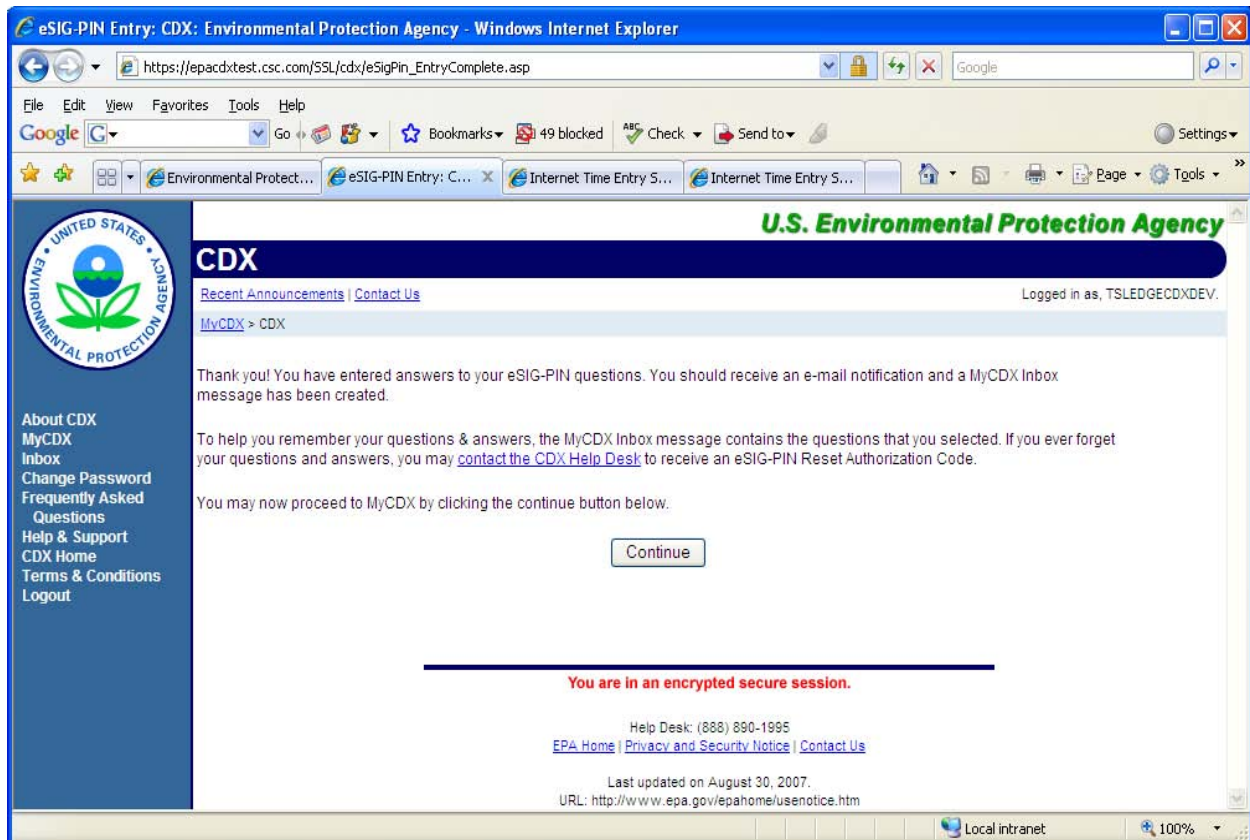 eSIG-PIN Entry: CDX: Environmental Protection Agency - Windows Internet Explorer
https://epacdxtest.csc.com/SSL/cdx/eSigPin_EntryComplete.asp
Google
File Edit View Favorites Tools Help
Google G Go Bookmarks 49 blocked ABC Check Send to Settings
Environmental Protect... eSIG-PIN Entry: C... X Internet Time Entry S... Internet Time Entry S... Page Tools »
UNITED STATES ENVIRONMENTAL PROTECTION AGENCY
U.S. Environmental Protection Agency
CDX
Recent Announcements | Contact Us
Logged in as, TSLEDGECDXDEV.
MyCDX > CDX
Thank you! You have entered answers to your eSIG-PIN questions. You should receive an e-mail notification and a MyCDX Inbox
message has been created.
To help you remember your questions & answers, the MyCDX Inbox message contains the questions that you selected. If you ever forget
your questions and answers, you may contact the CDX Help Desk to receive an eSIG-PIN Reset Authorization Code.
You may now proceed to MyCDX by clicking the continue button below.
Continue
About CDX
MyCDX
Inbox
Change Password
Frequently Asked
Questions
Help & Support
CDX Home
Terms & Conditions
Logout
You are in an encrypted secure session.
Help Desk: (888) 890-1995
EPA Home | Privacy and Security Notice | Contact Us
Last updated on August 30, 2007.
URL: http://www.epa.gov/epahome/usenotice.htm
Local intranet 100%